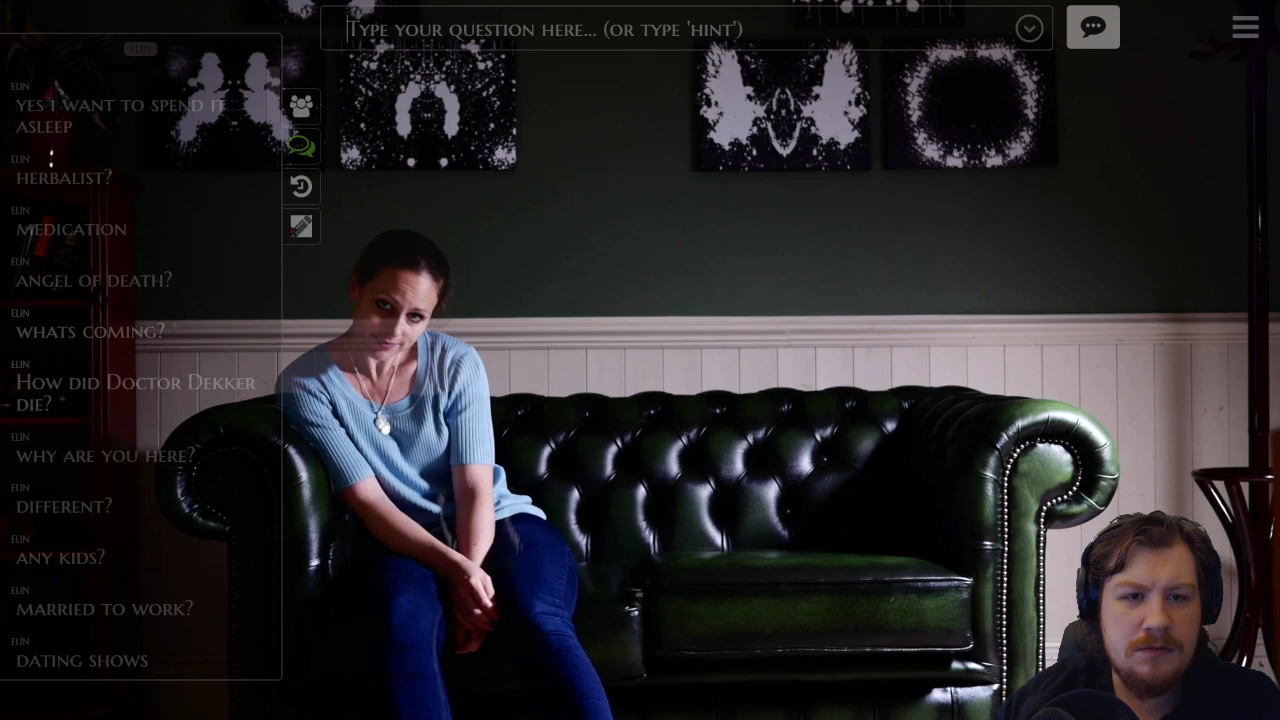 Type your question here... (or type 'hint')
ELIN
ELIN
YES I WANT TO SPEND IT
ASLEEP
ELIN
HERBALIST?
ELIN
MEDICATION
ELIN
ANGEL OF DEATH?
ELIN
WHATS COMING? *
ELIN
How did Doctor Dekker
die? *
ELIN
WHY ARE YOU HERE?
ELIN
DIFFERENT?
ELIN
ANY KIDS?
ELIN
MARRIED TO WORK?
ELIN
DATING SHOWS